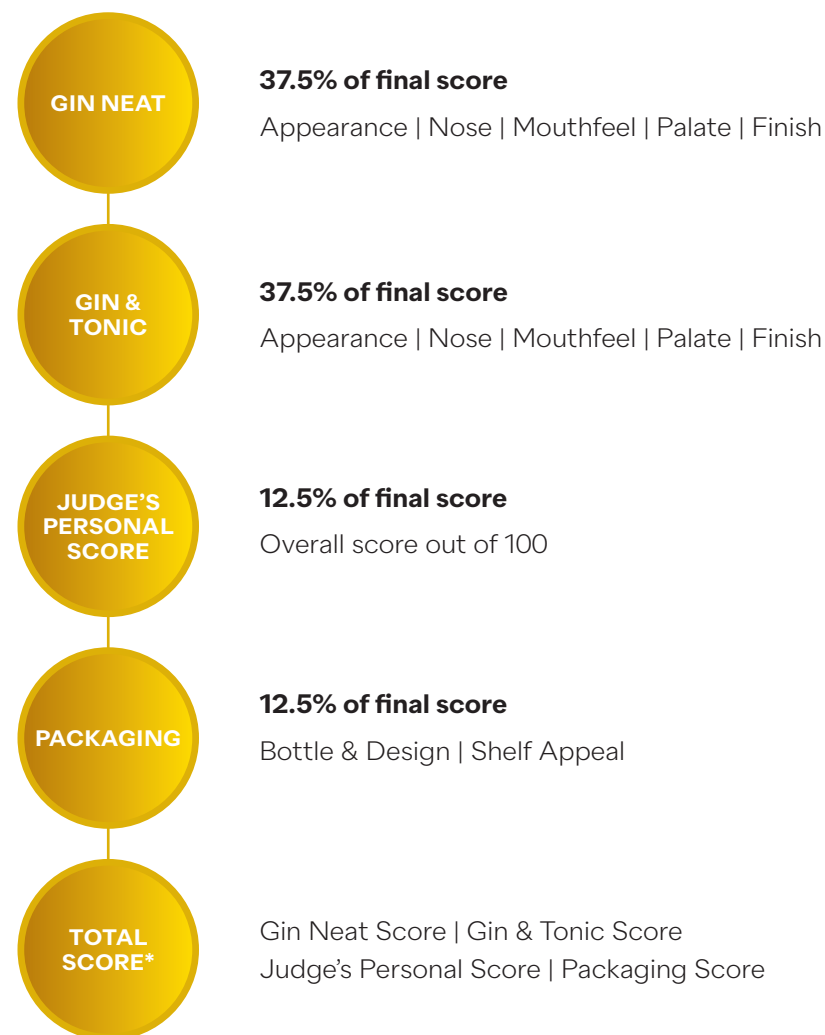 GIN NEAT
37.5% of final score
Appearance | Nose | Mouthfeel | Palate | Finish
GIN &
TONIC
37.5% of final score
Appearance | Nose | Mouthfeel | Palate | Finish
JUDGE’S
PERSONAL
SCORE
12.5% of final score
Overall score out of 100
PACKAGING
12.5% of final score
Bottle & Design | Shelf Appeal
TOTAL
SCORE*
Gin Neat Score | Gin & Tonic Score
Judge’s Personal Score | Packaging Score